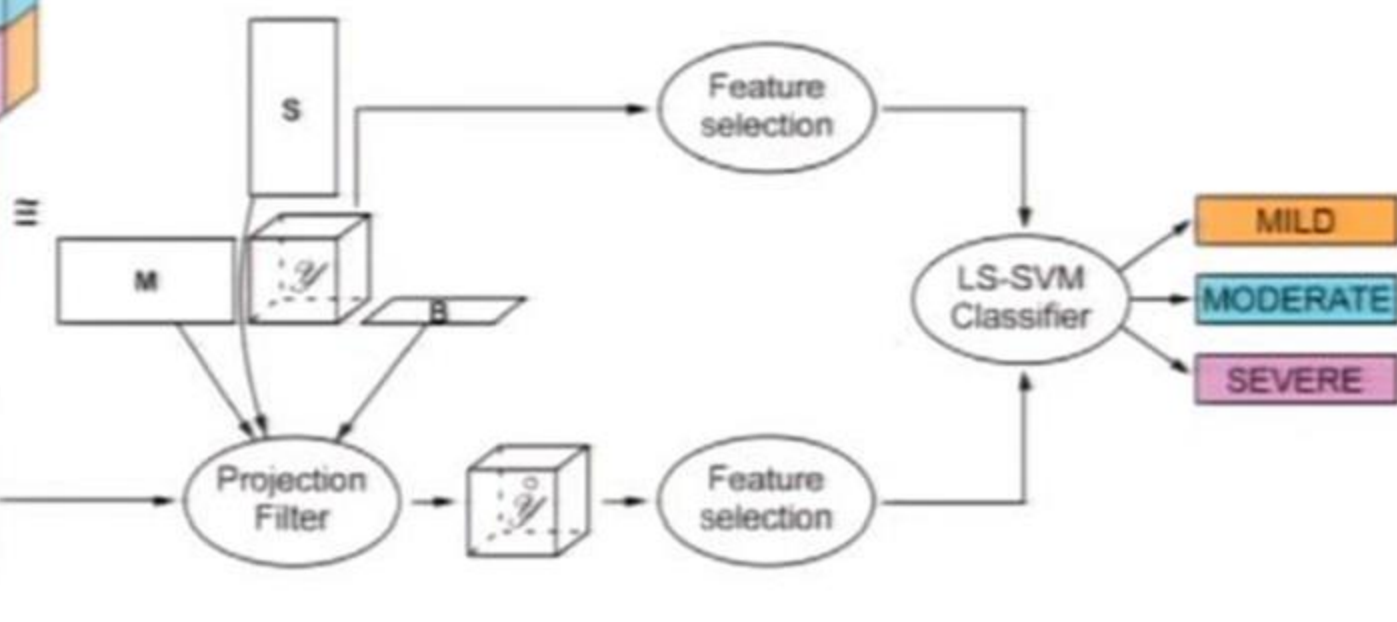 S
Feature
selection
≅
M
𝒴
B
LS-SVM
Classifier
MILD
MODERATE
SEVERE
Projection
Filter
𝒴̊
Feature
selection